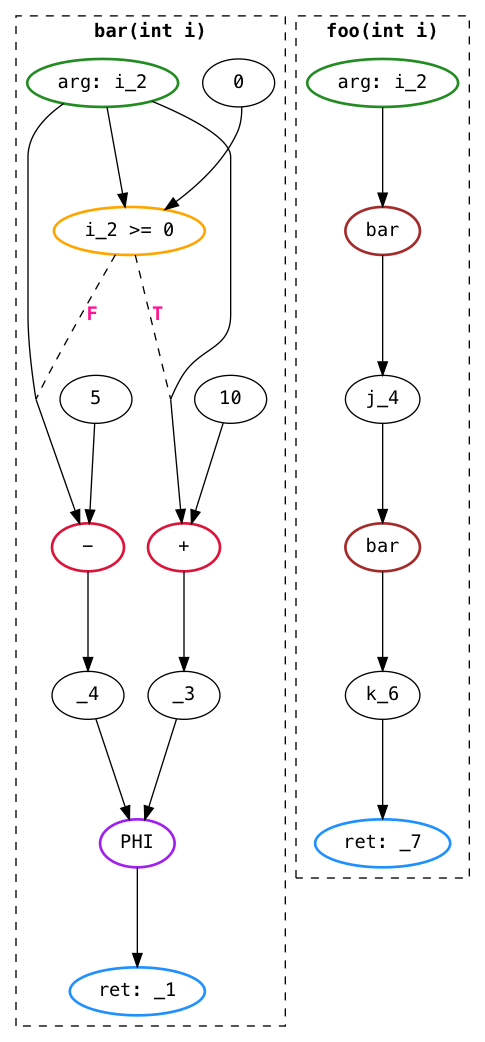 bar(int i)
arg: i_2
0
i_2 >= 0
F
T
5
10
−
+
_4
_3
PHI
ret: _1
foo(int i)
arg: i_2
bar
j_4
bar
k_6
ret: _7